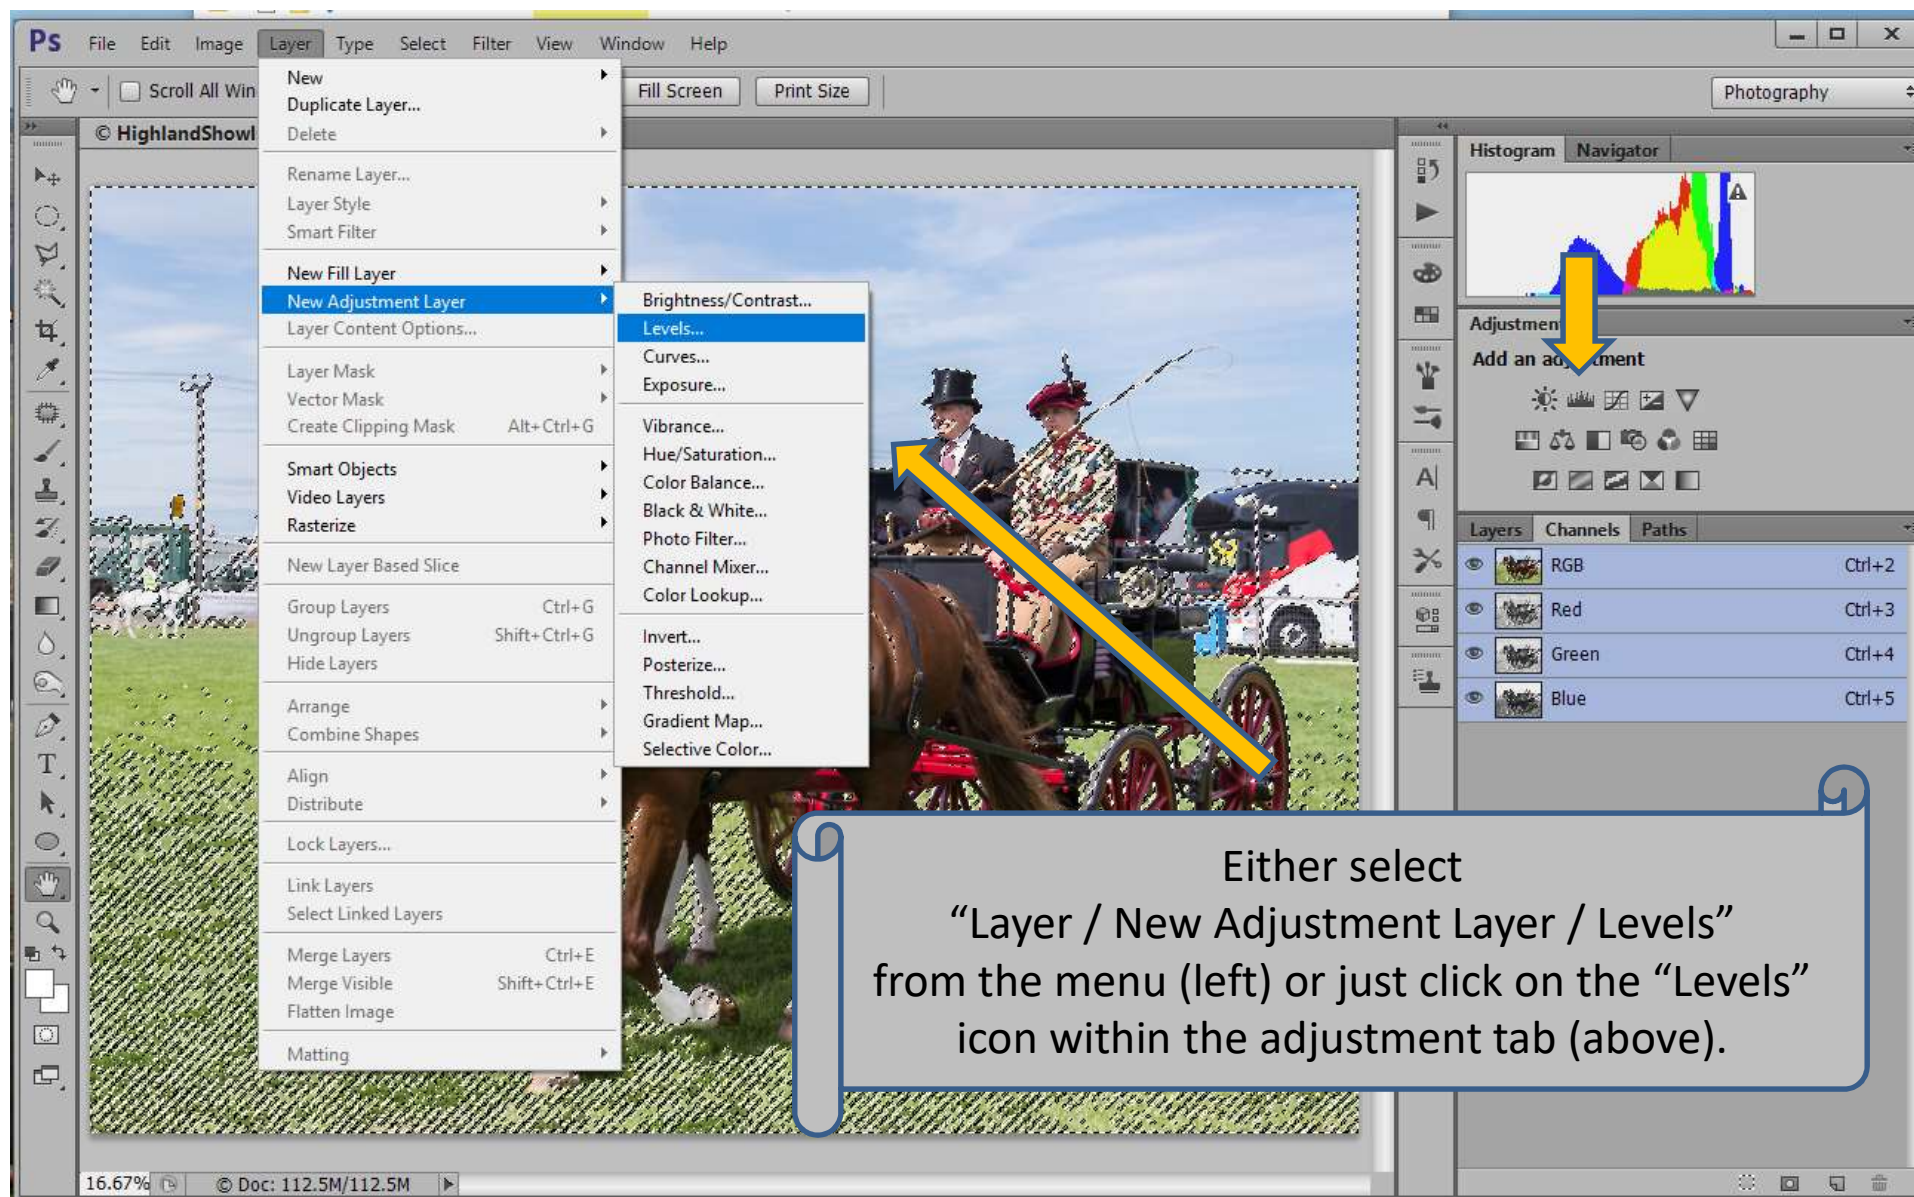 Ps File Edit Image Layer Type Select Filter View Window Help
Scroll All Win Fill Screen Print Size Photography
© HighlandShowl
New
Duplicate Layer...
Delete
Rename Layer...
Layer Style
Smart Filter
New Fill Layer
New Adjustment Layer
Layer Content Options...
Layer Mask
Vector Mask
Create Clipping Mask Alt+Ctrl+G
Smart Objects
Video Layers
Rasterize
New Layer Based Slice
Group Layers Ctrl+G
Ungroup Layers Shift+Ctrl+G
Hide Layers
Arrange
Combine Shapes
Align
Distribute
Lock Layers...
Link Layers
Select Linked Layers
Merge Layers Ctrl+E
Merge Visible Shift+Ctrl+E
Flatten Image
Matting
Brightness/Contrast...
Levels...
Curves...
Exposure...
Vibrance...
Hue/Saturation...
Color Balance...
Black & White...
Photo Filter...
Channel Mixer...
Color Lookup...
Invert...
Posterize...
Threshold...
Gradient Map...
Selective Color...
Histogram Navigator
Adjustmen
Add an adjustment
Layers Channels Paths
RGB Ctrl+2
Red Ctrl+3
Green Ctrl+4
Blue Ctrl+5
Either select
“Layer / New Adjustment Layer / Levels”
from the menu (left) or just click on the “Levels”
icon within the adjustment tab (above).
16.67% © Doc: 112.5M/112.5M